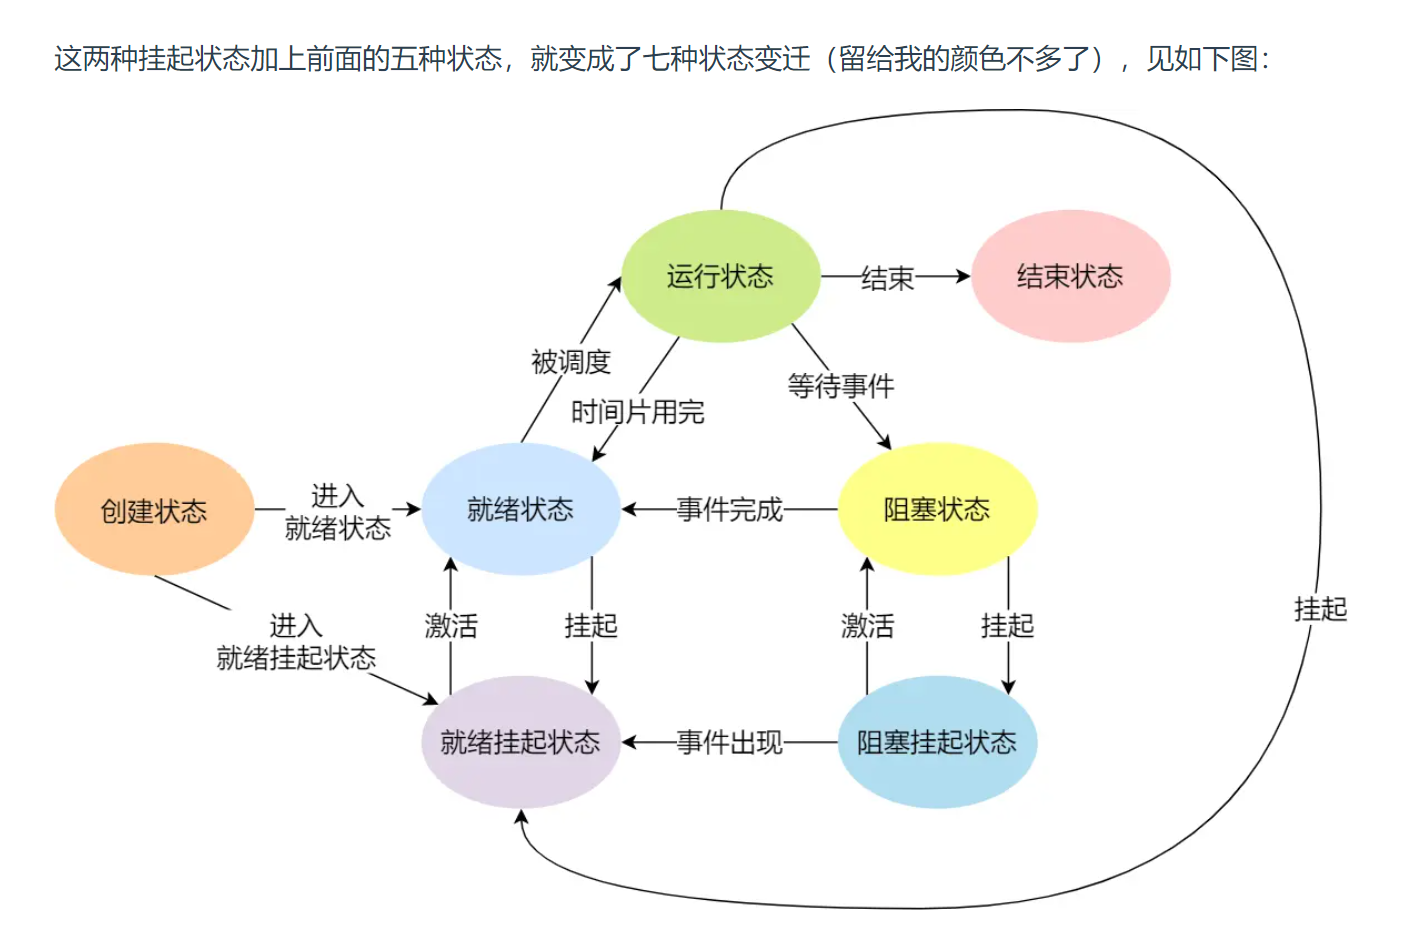 这两种挂起状态加上前面的五种状态，就变成了七种状态变迁（留给我的颜色不多了），见如下图：
运行状态
结束
结束状态
被调度
等待事件
时间片用完
创建状态
进入
就绪状态
就绪状态
事件完成
阻塞状态
进入
就绪挂起状态
激活
挂起
激活
挂起
挂起
就绪挂起状态
事件出现
阻塞挂起状态